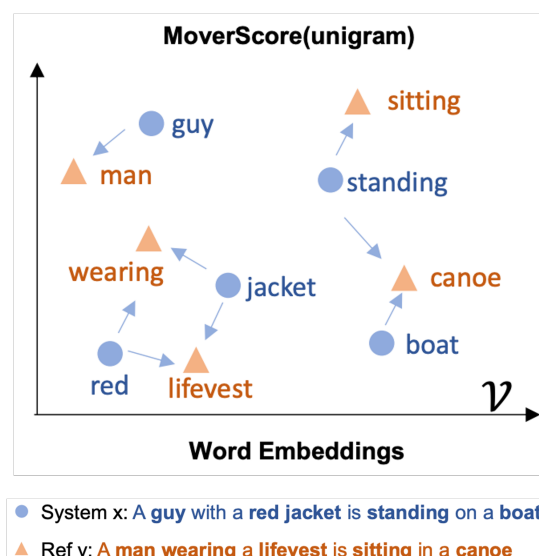 MoverScore(unigram)
sitting
guy
man
standing
wearing
jacket
canoe
boat
red
lifevest
𝒱
Word Embeddings
System x: A guy with a red jacket is standing on a boat
Ref y: A man wearing a lifevest is sitting in a canoe